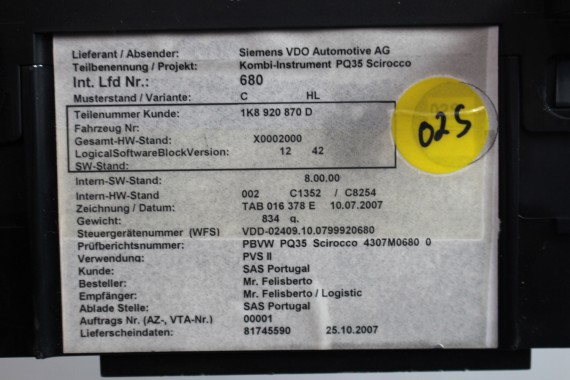 Lieferant / Absender: Siemens VDO Automotive AG
Teilbenennung / Projekt: Kombi-Instrument PQ35 Scirocco
Int. Lfd Nr.: 680
Musterstand / Variante: C HL
Teilenummer Kunde: 1K8 920 870 D
Fahrzeug Nr:
Gesamt-HW-Stand: X0002000
LogicalSoftwareBlockVersion: 12 42
SW-Stand:
Intern-SW-Stand: 8.00.00
Intern-HW-Stand 002 C1352 / C8254
Zeichnung / Datum: TAB 016 378 E 10.07.2007
Gewicht: 834 g.
Steuergerätenummer (WFS) VDD-02409.10.0799920680
Prüfberichtsnummer: PBVW PQ35 Scirocco 4307M0680 0
Verwendung: PVS II
Kunde: SAS Portugal
Besteller: Mr. Felisberto
Empfänger: Mr. Felisberto / Logistic
Ablade Stelle: SAS Portugal
Auftrags Nr. (AZ-, VTA-Nr.) 00001
Lieferscheindaten: 81745590 25.10.2007
025